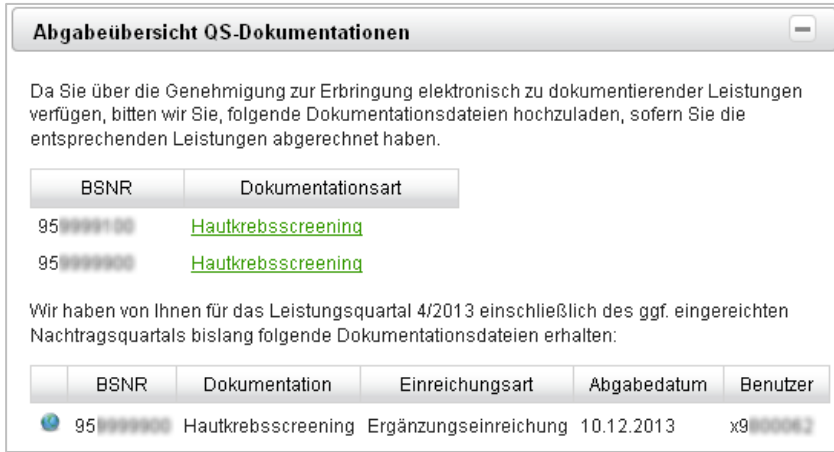 Abgabeübersicht QS-Dokumentationen
Da Sie über die Genehmigung zur Erbringung elektronisch zu dokumentierender Leistungen
verfügen, bitten wir Sie, folgende Dokumentationsdateien hochzuladen, sofern Sie die
entsprechenden Leistungen abgerechnet haben.
BSNR Dokumentationsart
95 Hautkrebsscreening
95 Hautkrebsscreening
Wir haben von Ihnen für das Leistungsquartal 4/2013 einschließlich des ggf. eingereichten
Nachtragsquartals bislang folgende Dokumentationsdateien erhalten:
BSNR Dokumentation Einreichungsart Abgabedatum Benutzer
95 Hautkrebsscreening Ergänzungseinreichung 10.12.2013 x9